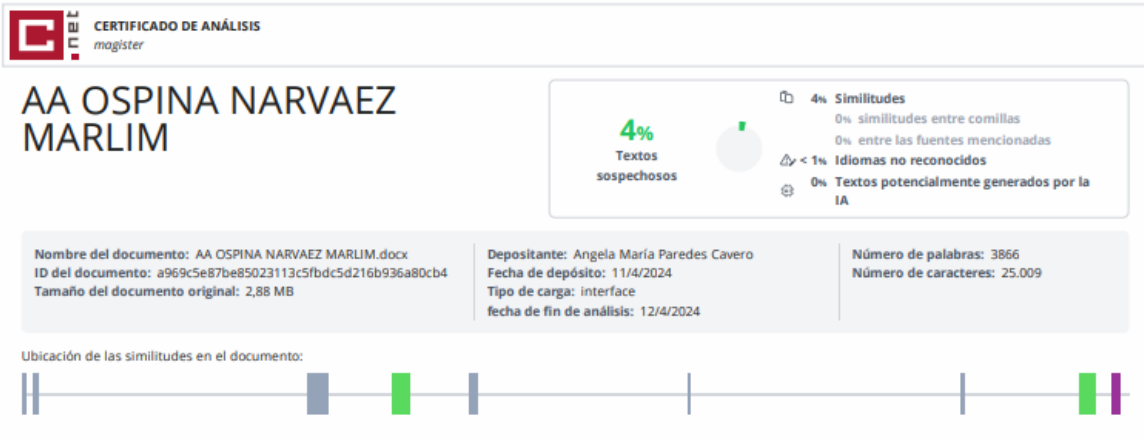 C
.net
CERTIFICADO DE ANÁLISIS
magister
AA OSPINA NARVAEZ
MARLIM
4%
Textos
sospechosos
4% Similitudes
0% similitudes entre comillas
0% entre las fuentes mencionadas
< 1% Idiomas no reconocidos
0% Textos potencialmente generados por la
IA
Nombre del documento: AA OSPINA NARVAEZ MARLIM.docx
ID del documento: a969c5e87be85023113c5fbdc5d216b936a80cb4
Tamaño del documento original: 2,88 MB
Depositante: Angela María Paredes Cavero
Fecha de depósito: 11/4/2024
Tipo de carga: interface
fecha de fin de análisis: 12/4/2024
Número de palabras: 3866
Número de caracteres: 25.009
Ubicación de las similitudes en el documento: